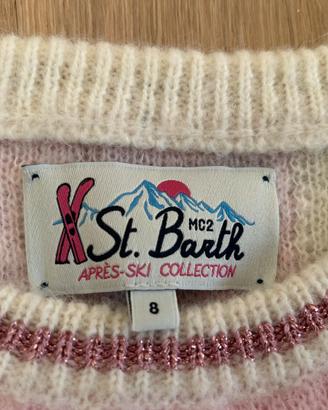 MC2
St. Barth
APRÈS-SKI COLLECTION
8